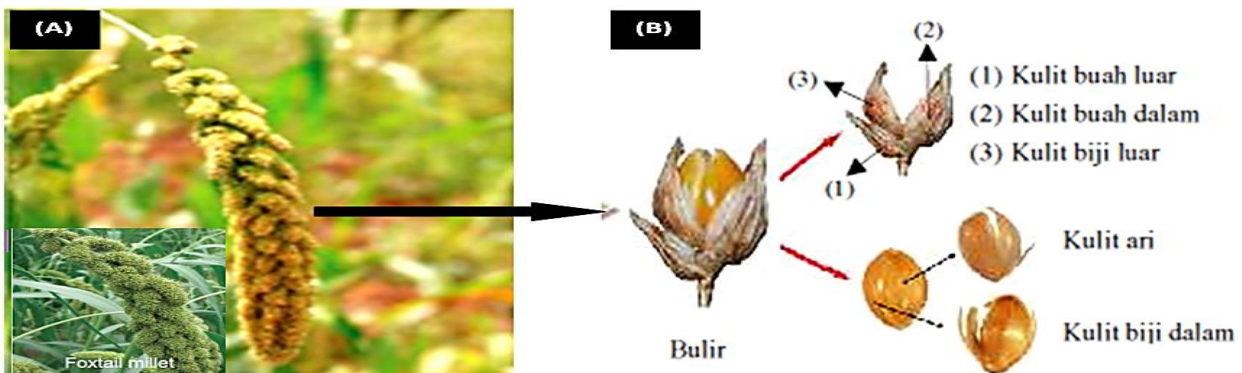 (A)
Foxtail millet
(B)
(2)
(3)
(1)
(1) Kulit buah luar
(2) Kulit buah dalam
(3) Kulit biji luar
Bulir
Kulit ari
Kulit biji dalam